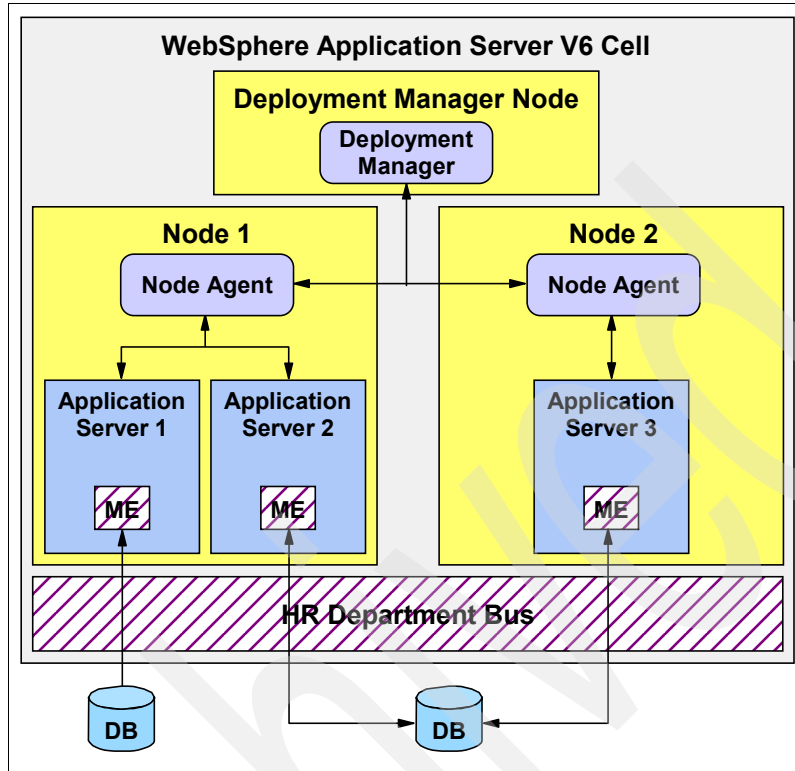 WebSphere Application Server V6 Cell
Deployment Manager Node
Deployment
Manager
Node 1
Node 2
Node Agent
Node Agent
Application
Server 1
Application
Server 2
Application
Server 3
ME
ME
ME
HR Department Bus
DB
DB